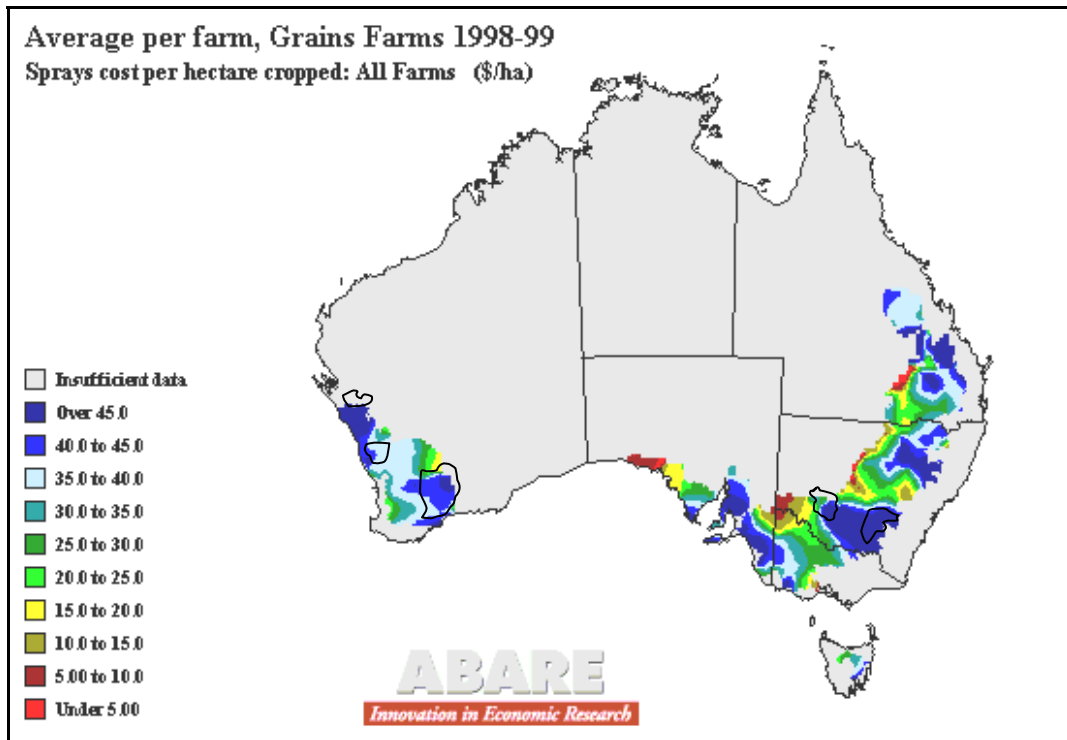 Average per farm, Grains Farms 1998-99
Sprays cost per hectare cropped: All Farms ($/ha)
Insufficient data
Over 45.0
40.0 to 45.0
35.0 to 40.0
30.0 to 35.0
25.0 to 30.0
20.0 to 25.0
15.0 to 20.0
10.0 to 15.0
5.00 to 10.0
Under 5.00
ABARE
Innovation in Economic Research